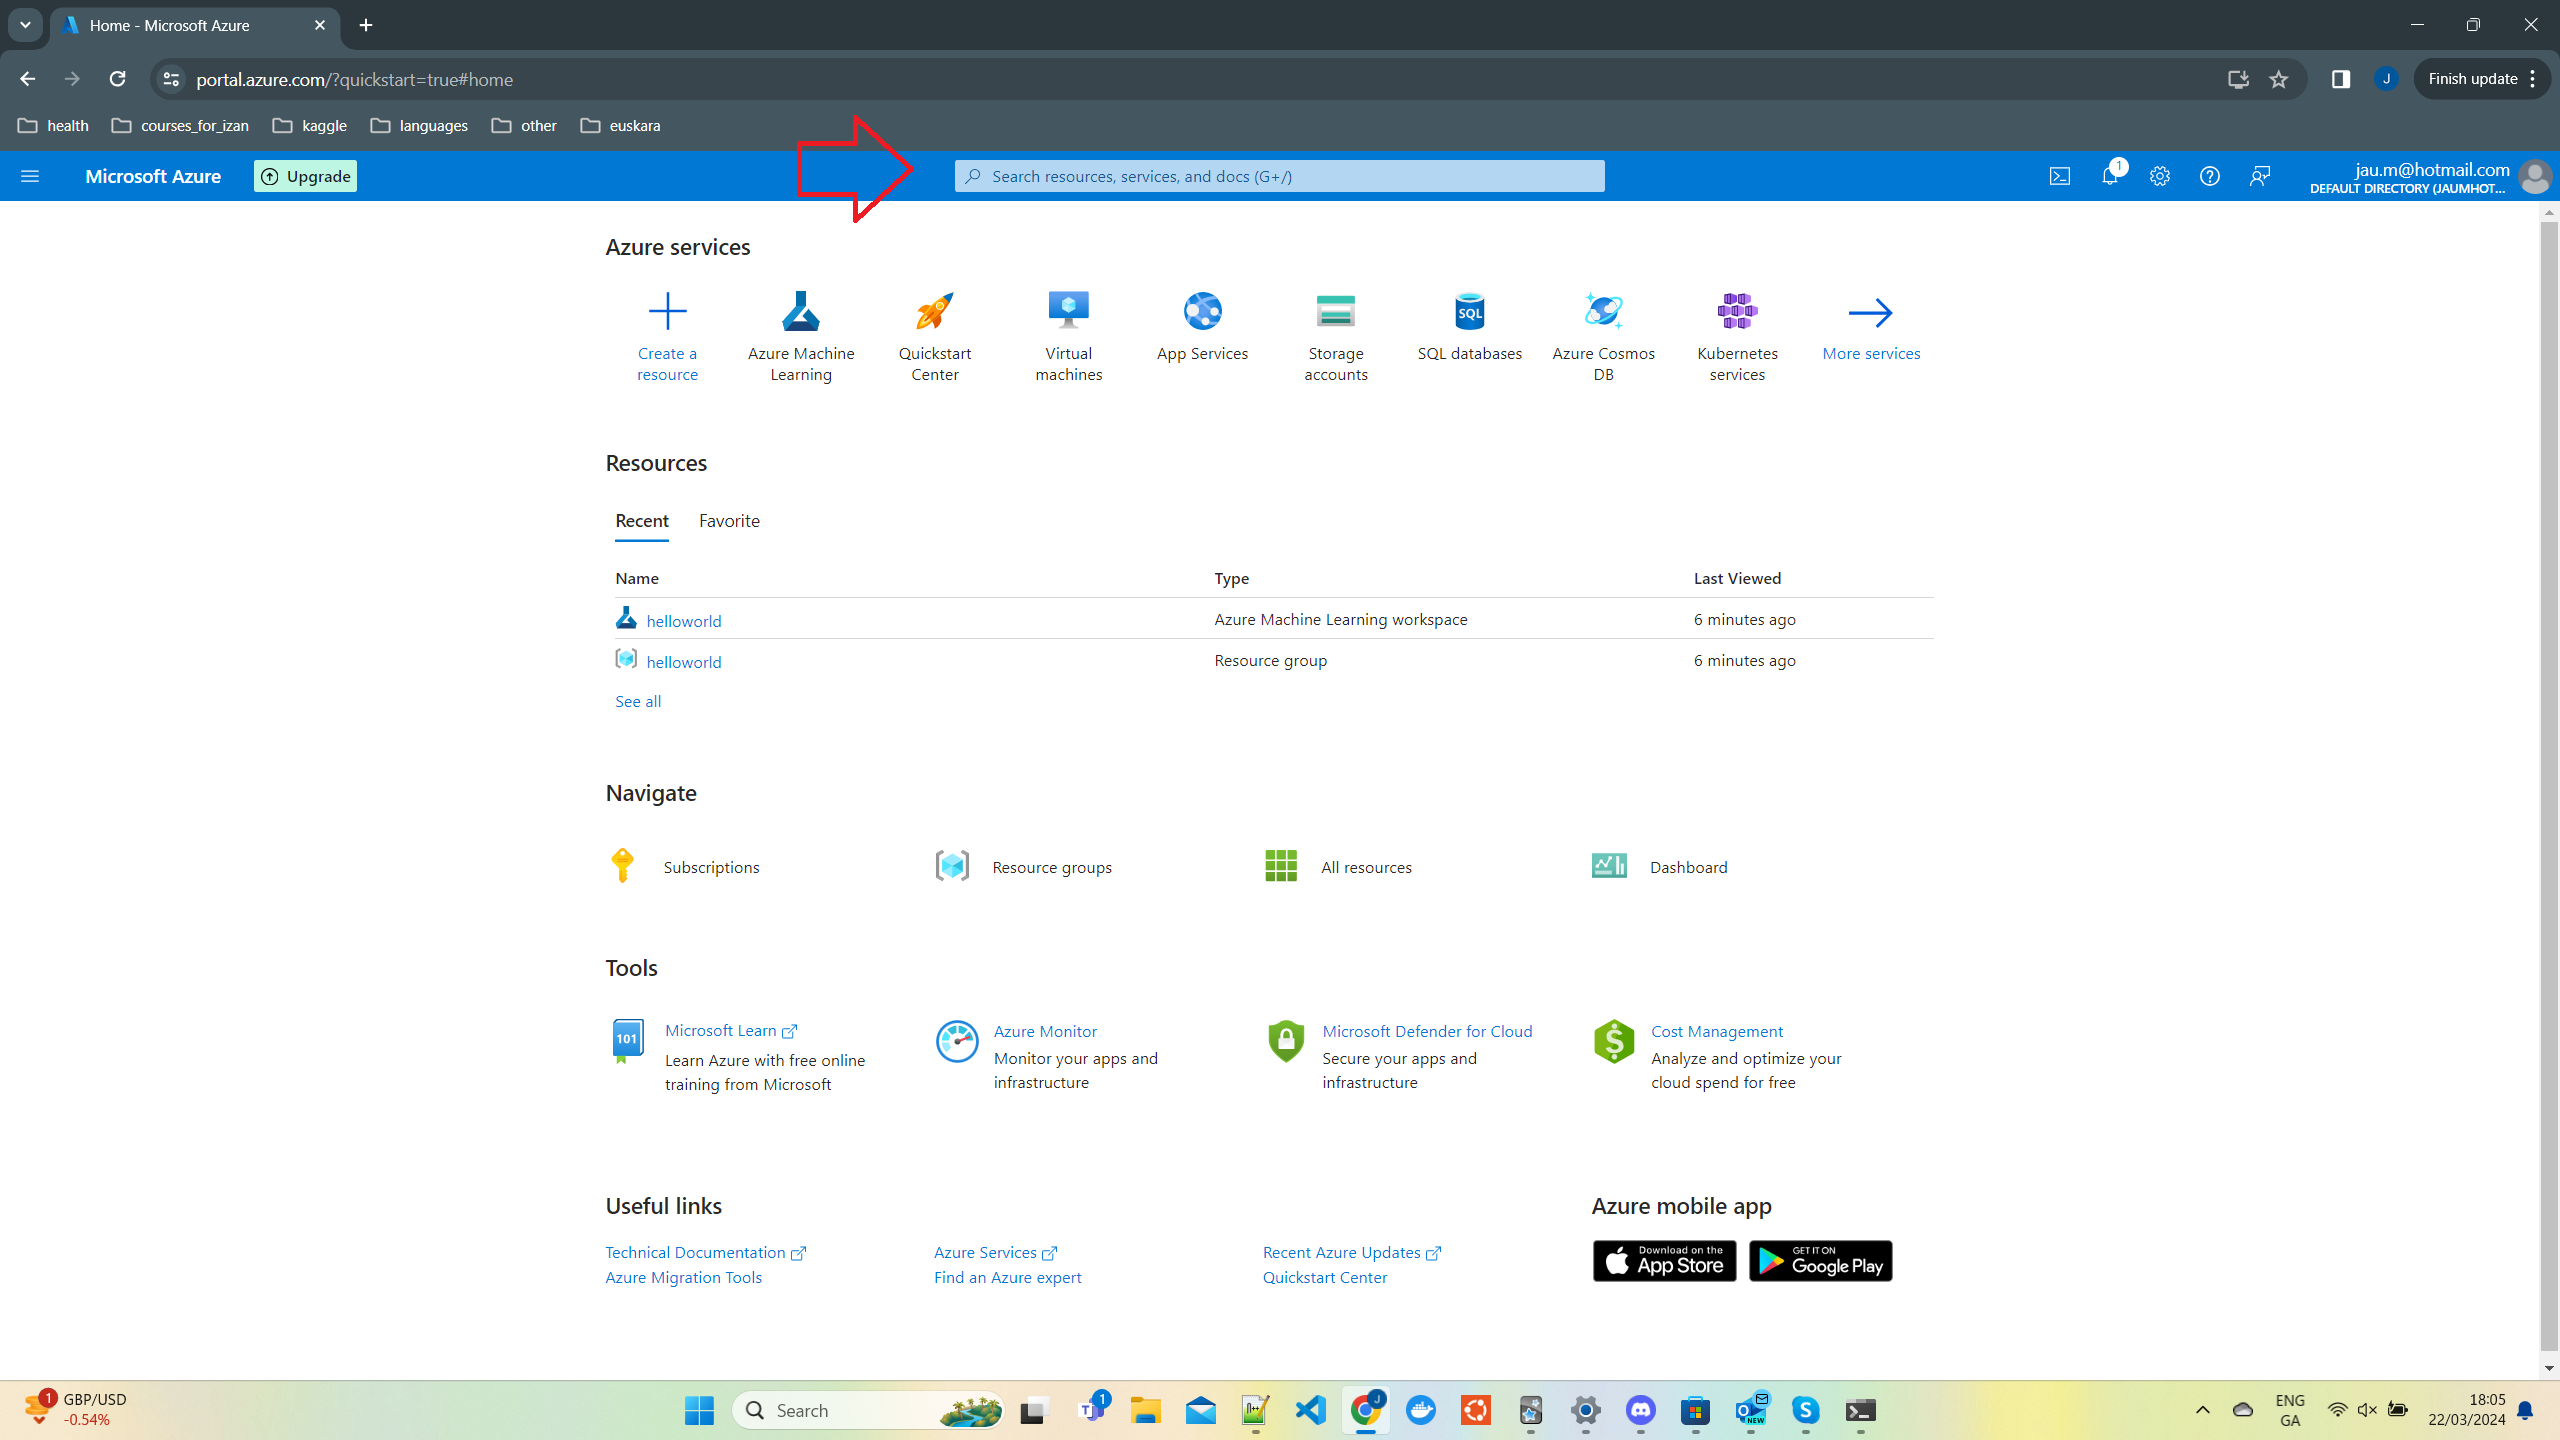 Home - Microsoft Azure
portal.azure.com/?quickstart=true#home
Finish update
health courses_for_izan kaggle languages other euskara
Microsoft Azure
Upgrade
Search resources, services, and docs (G+/)
1
jau.m@hotmail.com
DEFAULT DIRECTORY (JAUMHOT...
J
Azure services
Create a resource
Azure Machine Learning
Quickstart Center
Virtual machines
App Services
Storage accounts
SQL
SQL databases
Azure Cosmos DB
Kubernetes services
More services
Resources
Recent Favorite
Name Type Last Viewed
helloworld Azure Machine Learning workspace 6 minutes ago
helloworld Resource group 6 minutes ago
See all
Navigate
Subscriptions Resource groups All resources Dashboard
Tools
101
Microsoft Learn
Learn Azure with free online
training from Microsoft
Azure Monitor
Monitor your apps and
infrastructure
Microsoft Defender for Cloud
Secure your apps and
infrastructure
Cost Management
Analyze and optimize your
cloud spend for free
Useful links
Technical Documentation
Azure Migration Tools
Azure Services
Find an Azure expert
Recent Azure Updates
Quickstart Center
Azure mobile app
Download on the
App Store
GET IT ON
Google Play
1
GBP/USD
-0.54%
Search
1
J
NEW
ENG
GA
18:05
22/03/2024